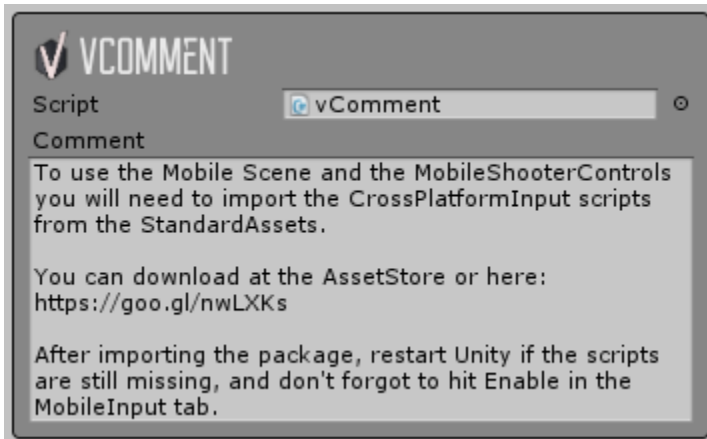 VCOMMENT
Script
vComment
Comment
To use the Mobile Scene and the MobileShooterControls
you will need to import the CrossPlatformInput scripts
from the StandardAssets.
You can download at the AssetStore or here:
https://goo.gl/nwLXKs
After importing the package, restart Unity if the scripts
are still missing, and don't forgot to hit Enable in the
MobileInput tab.